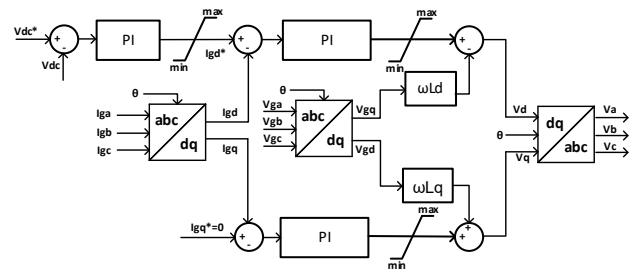 max
max
Vdc*
+
-
PI
min
Igd*
+
-
PI
min
+
-
Vdc
θ
θ
ωLd
Iga
Igb
Igc
abc
dq
Igd
Igq
Vga
Vgb
Vgc
abc
dq
Vgq
Vgd
Vd
θ
Vq
dq
abc
Va
Vb
Vc
ωLq
max
Igq*=0
+
-
PI
min
+
+